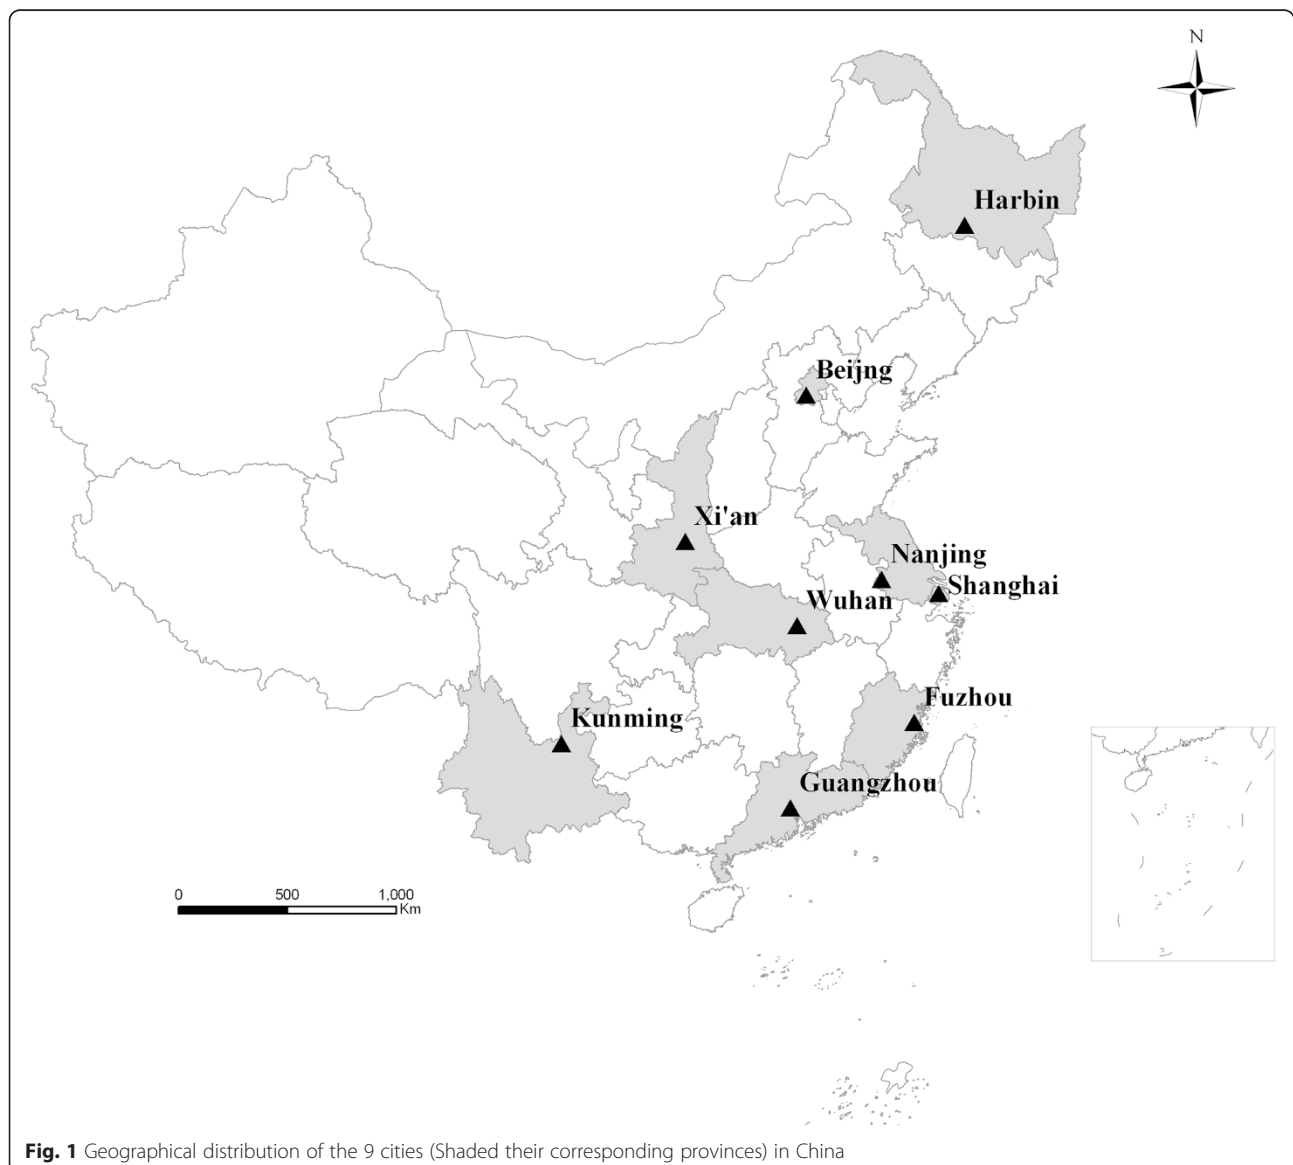 N
Harbin
Beijng
Xi'an
Nanjing
Shanghai
Wuhan
Fuzhou
Kunming
Guangzhou
0 500 1,000
Km
Fig. 1 Geographical distribution of the 9 cities (Shaded their corresponding provinces) in China